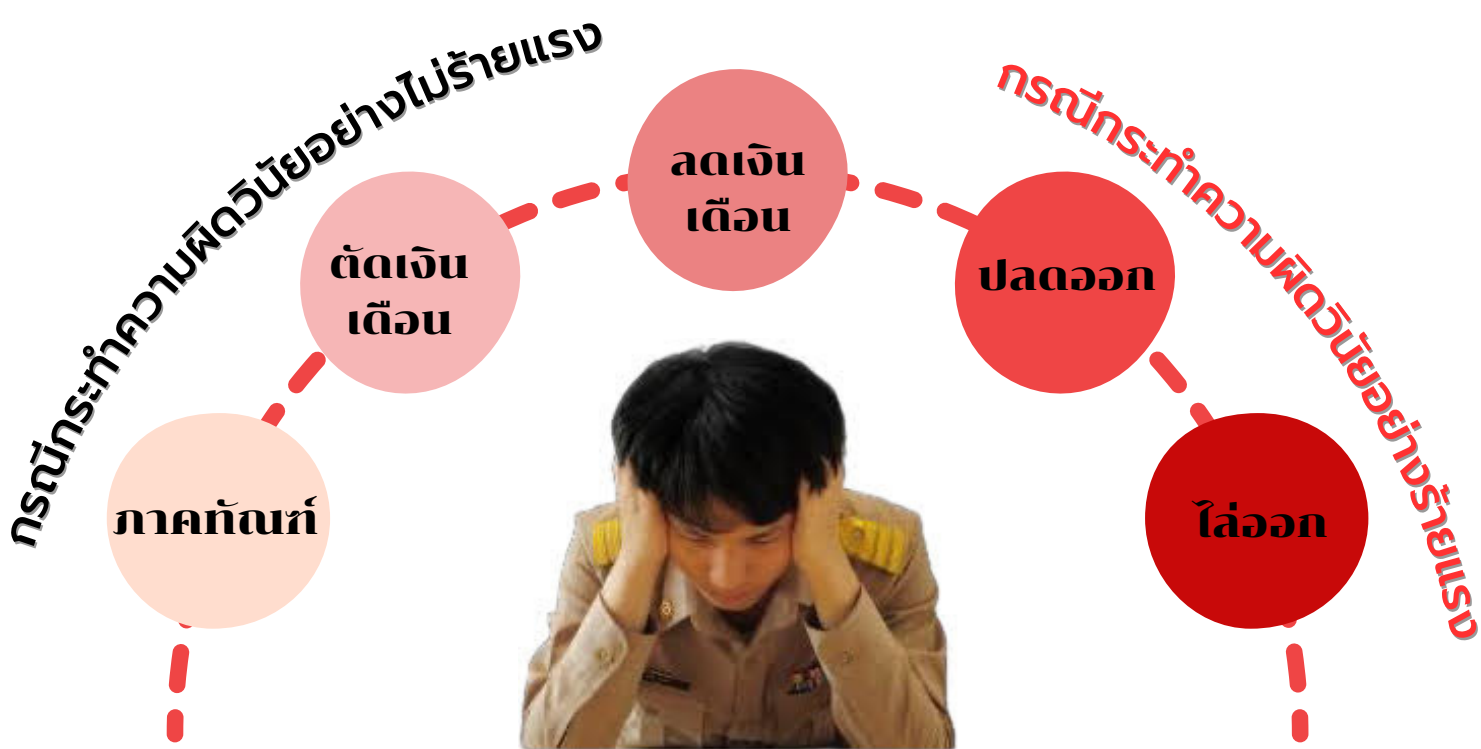 กรณีกระทำความผิดวินัยอย่างไม่ร้ายแรง
กรณีกระทำความผิดวินัยอย่างร้ายแรง
ภาคทัณฑ์
ตัดเงิน
เดือน
ลดเงิน
เดือน
ปลดออก
ไล่ออก